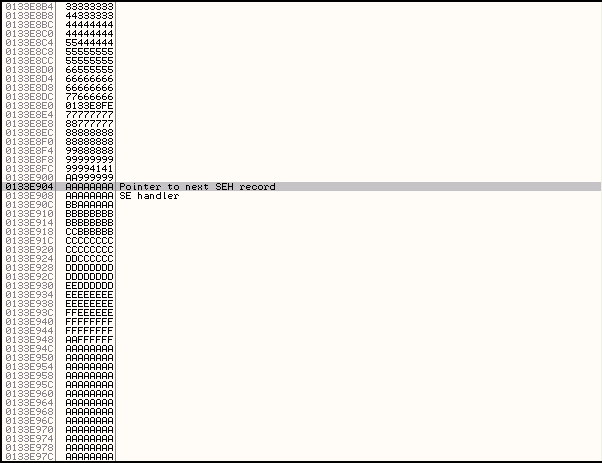 0133E8B4 33333333
0133E8B8 44333333
0133E8BC 44444444
0133E8C0 44444444
0133E8C4 55444444
0133E8C8 55555555
0133E8CC 55555555
0133E8D0 66555555
0133E8D4 66666666
0133E8D8 66666666
0133E8DC 77666666
0133E8E0 0133E8FE
0133E8E4 77777777
0133E8E8 88777777
0133E8EC 88888888
0133E8F0 88888888
0133E8F4 99888888
0133E8F8 99999999
0133E8FC 99994141
0133E900 AA999999
0133E904 AAAAAAAA Pointer to next SEH record
0133E908 AAAAAAAA SE handler
0133E90C BBAAAAAA
0133E910 BBBBBBBB
0133E914 BBBBBBBB
0133E918 CCBBBBBB
0133E91C CCCCCCCC
0133E920 CCCCCCCC
0133E924 DDCCCCCC
0133E928 DDDDDDDD
0133E92C DDDDDDDD
0133E930 EEDDDDDD
0133E934 EEEEEEEE
0133E938 EEEEEEEE
0133E93C FFEEEEEE
0133E940 FFFFFFFF
0133E944 FFFFFFFF
0133E948 AAFFFFFF
0133E94C AAAAAAAA
0133E950 AAAAAAAA
0133E954 AAAAAAAA
0133E958 AAAAAAAA
0133E95C AAAAAAAA
0133E960 AAAAAAAA
0133E964 AAAAAAAA
0133E968 AAAAAAAA
0133E96C AAAAAAAA
0133E970 AAAAAAAA
0133E974 AAAAAAAA
0133E978 AAAAAAAA
0133E97C AAAAAAAA